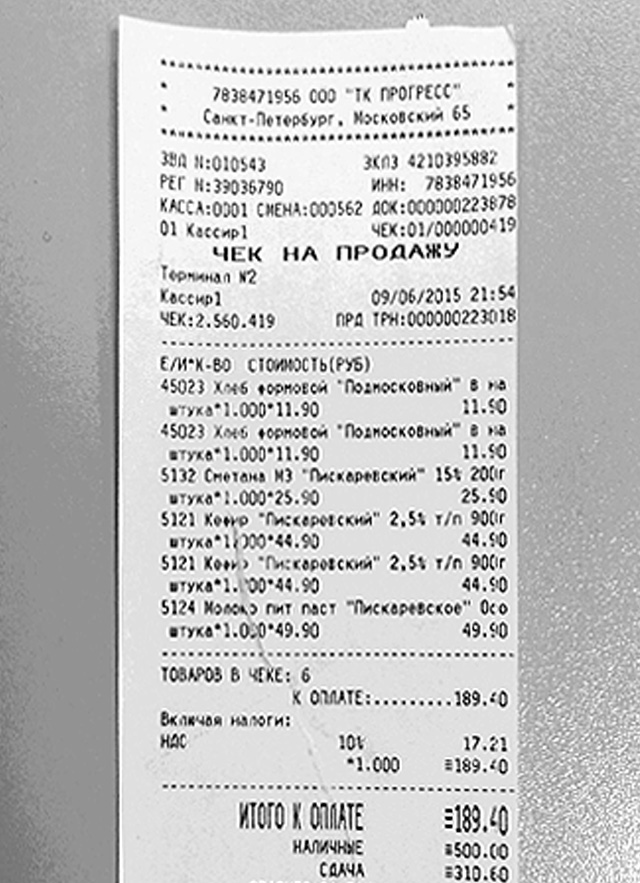 7838471956 ООО "ТК ПРОГРЕСС"
Санкт-Петербург, Московский 65
ЗВД N:010543 ЭКЛЗ 4210395882
РЕГ N:39036790 ИНН: 7838471956
КАССА:0001 СМЕНА:000562 ДОК:000000223878
01 Кассир1 ЧЕК:01/000000419
ЧЕК НА ПРОДАЖУ
Терминал №2
Кассир1 09/06/2015 21:54
ЧЕК:2.560.419 ПРД ТРН:000000223018
Е/И*К-ВО СТОИМОСТЬ(РУБ)
45023 Хлеб формовой "Подмосковный" в на
штука*1.000*11.90 11.90
45023 Хлеб формовой "Подмосковный" в на
штука*1.000*11.90 11.90
5132 Сметана МЗ "Пискаревский" 15% 200г
штука*1.000*25.90 25.90
5121 Кефир "Пискаревский" 2,5% т/п 900г
штука*1.000*44.90 44.90
5121 Кефир "Пискаревский" 2,5% т/п 900г
штука*1.000*44.90 44.90
5124 Молоко пит паст "Пискаревское" Осо
штука*1.000*49.90 49.90
ТОВАРОВ В ЧЕКЕ: 6
К ОПЛАТЕ:.........189.40
Включая налоги:
НДС 10% 17.21
*1.000 ≡189.40
ИТОГО К ОПЛАТЕ ≡189.40
НАЛИЧНЫЕ ≡500.00
СДАЧА ≡310.60